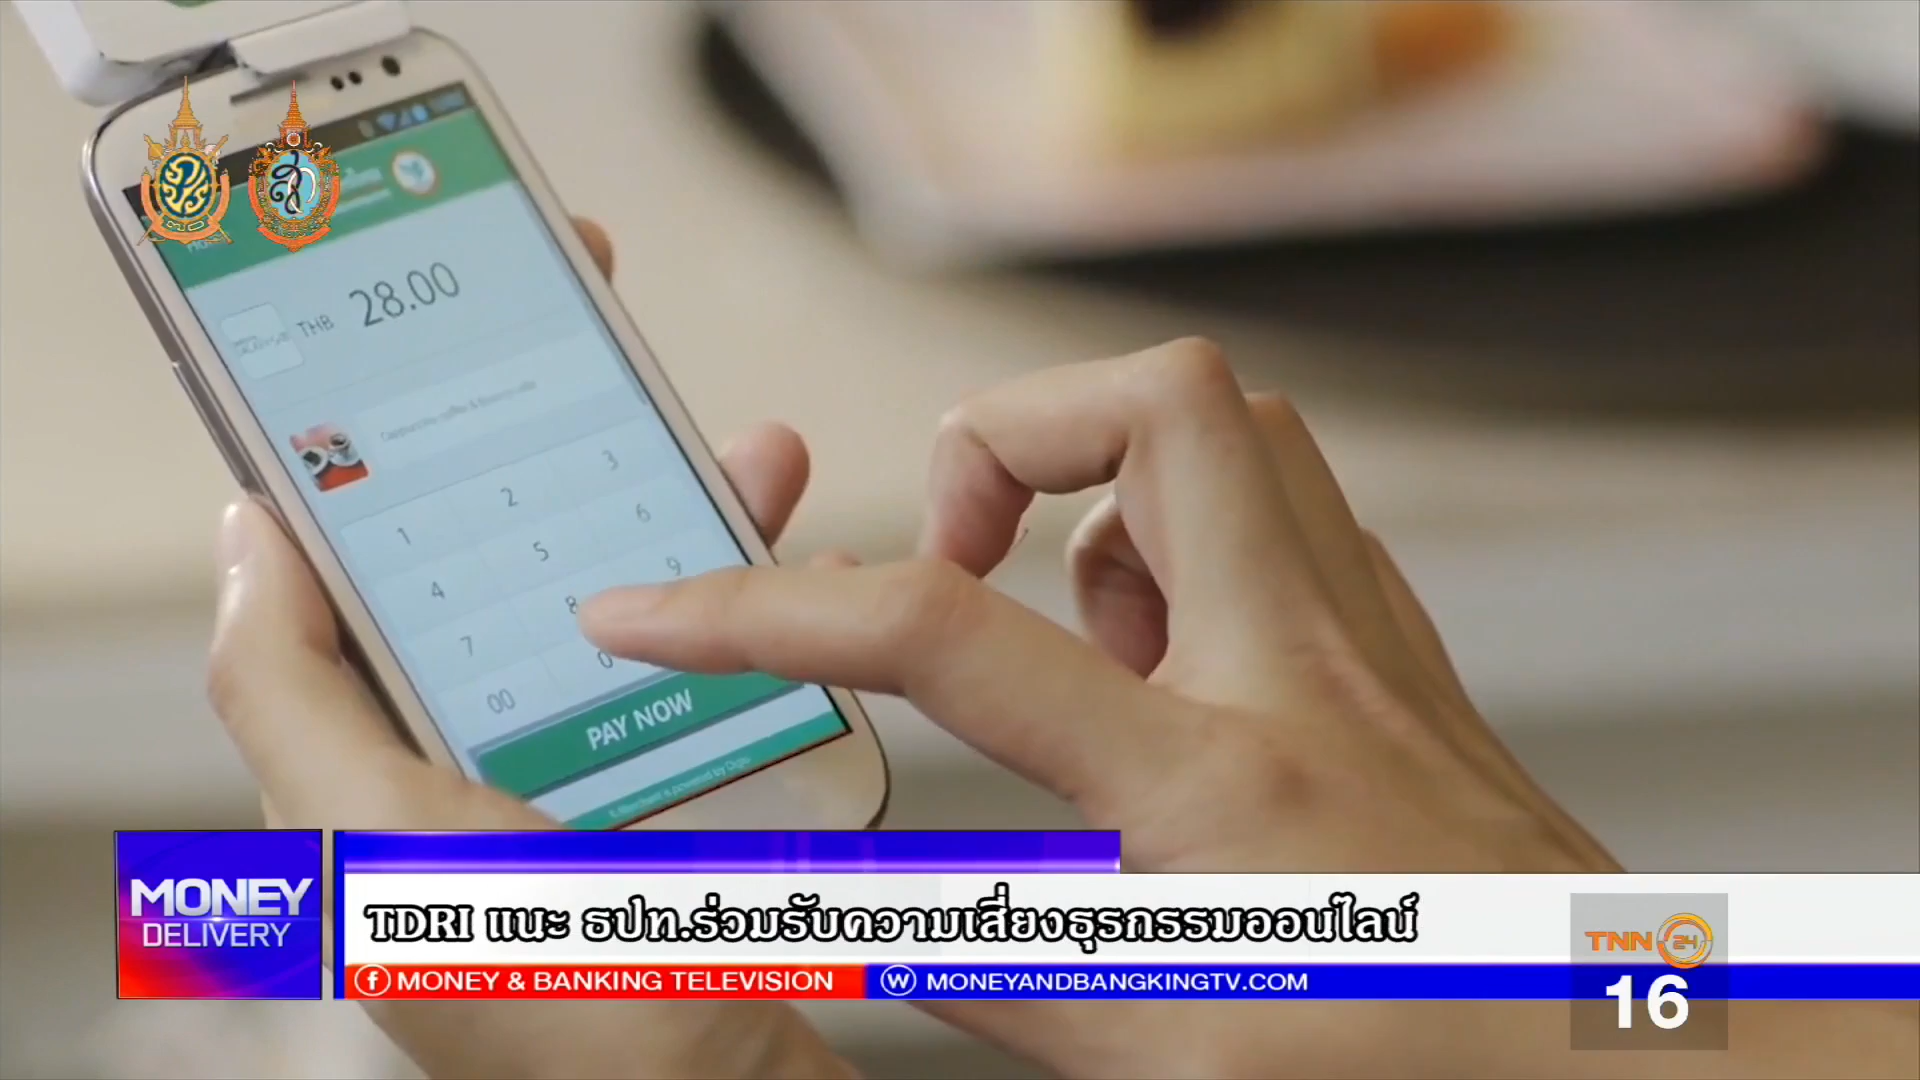 THB 28.00
1 2 3
4 5 6
7 8 9
00 0
PAY NOW
MONEY
DELIVERY
TDRI แนะ ธปท.ร่วมรับความเสี่ยงธุรกรรมออนไลน์
MONEY & BANKING TELEVISION
MONEYANDBANGKINGTV.COM
TNN 24
16